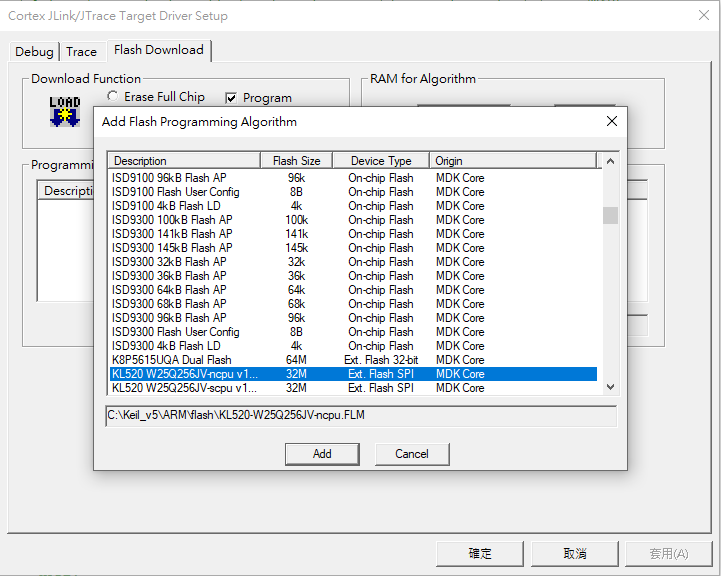 Cortex JLink/JTrace Target Driver Setup
Debug Trace Flash Download
Download Function
RAM for Algorithm
LOAD
Erase Full Chip Program
Add Flash Programming Algorithm
Description Flash Size Device Type Origin
ISD9100 96kB Flash AP 96k On-chip Flash MDK Core
ISD9100 Flash User Config 8B On-chip Flash MDK Core
ISD9100 4kB Flash LD 4k On-chip Flash MDK Core
ISD9300 100kB Flash AP 100k On-chip Flash MDK Core
ISD9300 141kB Flash AP 141k On-chip Flash MDK Core
ISD9300 145kB Flash AP 145k On-chip Flash MDK Core
ISD9300 32kB Flash AP 32k On-chip Flash MDK Core
ISD9300 36kB Flash AP 36k On-chip Flash MDK Core
ISD9300 64kB Flash AP 64k On-chip Flash MDK Core
ISD9300 68kB Flash AP 68k On-chip Flash MDK Core
ISD9300 96kB Flash AP 96k On-chip Flash MDK Core
ISD9300 Flash User Config 8B On-chip Flash MDK Core
ISD9300 4kB Flash LD 4k On-chip Flash MDK Core
K8P5615UQA Dual Flash 64M Ext. Flash 32-bit MDK Core
KL520 W25Q256JV-ncpu v1... 32M Ext. Flash SPI MDK Core
KL520 W25Q256JV-scpu v1... 32M Ext. Flash SPI MDK Core
C:\Keil_v5\ARM\flash\KL520-W25Q256JV-ncpu.FLM
Add Cancel
Programmi
Descripti
確定 取消 套用(A)